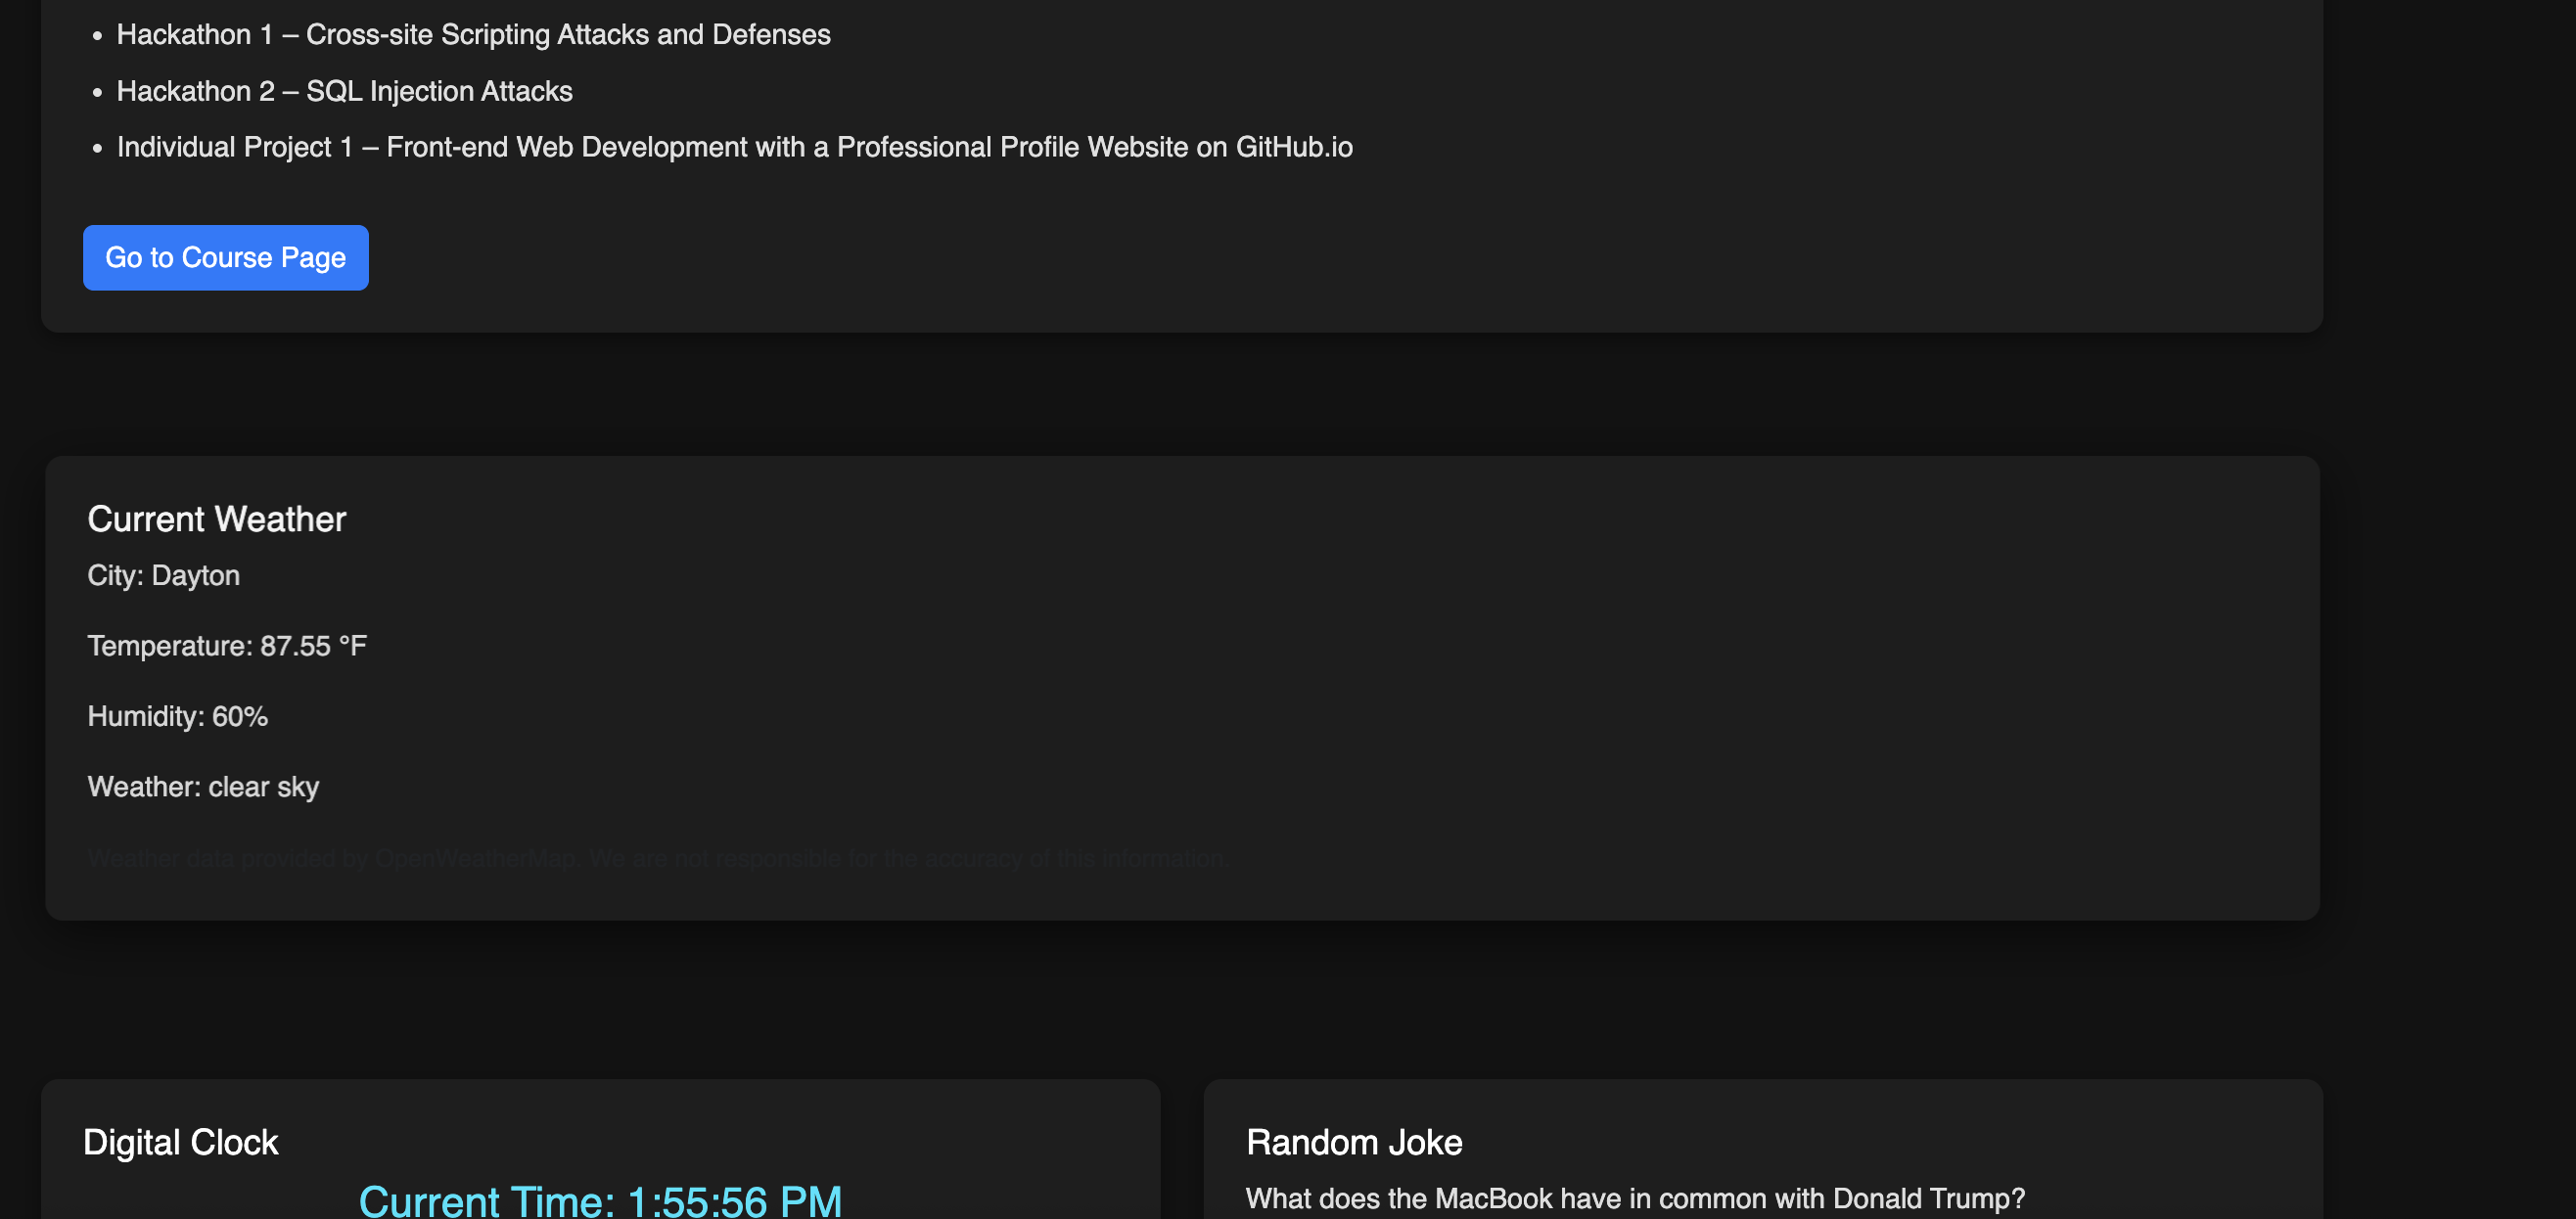 • Hackathon 1 – Cross-site Scripting Attacks and Defenses
• Hackathon 2 – SQL Injection Attacks
• Individual Project 1 – Front-end Web Development with a Professional Profile Website on GitHub.io
Go to Course Page
Current Weather
City: Dayton
Temperature: 87.55 °F
Humidity: 60%
Weather: clear sky
Weather data provided by OpenWeatherMap. We are not responsible for the accuracy of this information.
Digital Clock
Current Time: 1:55:56 PM
Random Joke
What does the MacBook have in common with Donald Trump?